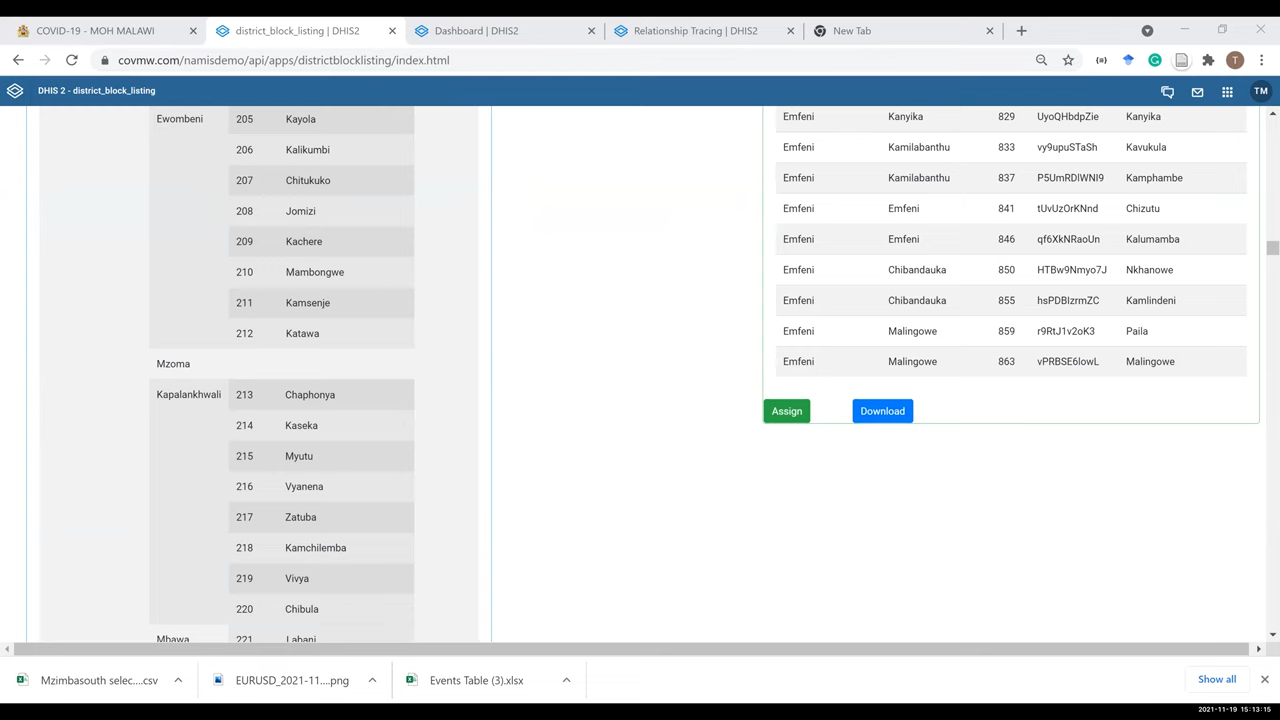 COVID-19 - MOH MALAWI
district_block_listing | DHIS2
Dashboard | DHIS2
Relationship Tracing | DHIS2
New Tab
covmw.com/namisdemo/api/apps/districtblocklisting/index.html
T
DHIS 2 - district_block_listing
TM
Ewombeni 205 Kayola
206 Kalikumbi
207 Chitukuko
208 Jomizi
209 Kachere
210 Mambongwe
211 Kamsenje
212 Katawa
Mzoma
Kapalankhwali 213 Chaphonya
214 Kaseka
215 Myutu
216 Vyanena
217 Zatuba
218 Kamchilemba
219 Vivya
220 Chibula
Mbawa 221 Labani
Emfeni Kanyika 829 UyoQHbdpZie Kanyika
Emfeni Kamilabanthu 833 vy9upuSTaSh Kavukula
Emfeni Kamilabanthu 837 P5UmRDlWNI9 Kamphambe
Emfeni Emfeni 841 tUvUzOrKNnd Chizutu
Emfeni Emfeni 846 qf6XkNRaoUn Kalumamba
Emfeni Chibandauka 850 HTBw9Nmyo7J Nkhanowe
Emfeni Chibandauka 855 hsPDBIzrmZC Kamlindeni
Emfeni Malingowe 859 r9RtJ1v2oK3 Paila
Emfeni Malingowe 863 vPRBSE6lowL Malingowe
Assign Download
Mzimbasouth selec....csv
EURUSD_2021-11....png
Events Table (3).xlsx
Show all
2021-11-19 15:13:15